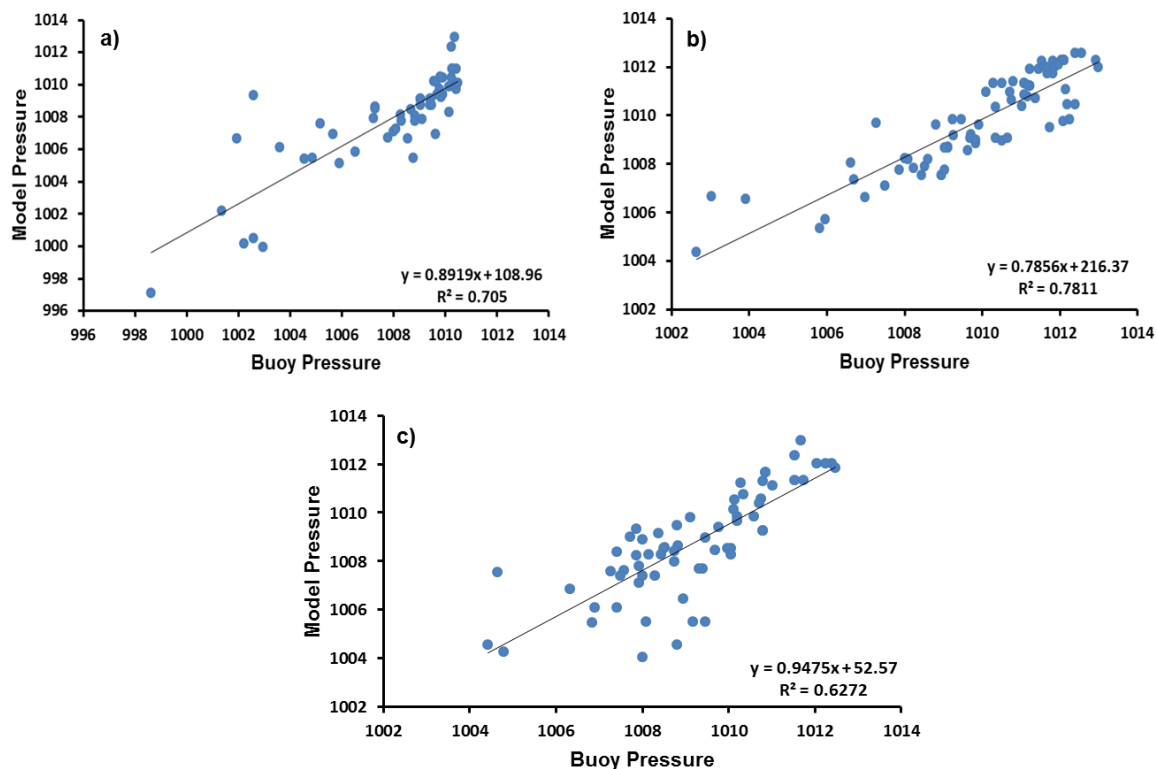 a)
Model Pressure
1014
1012
1010
1008
1006
1004
1002
1000
998
996
y = 0.8919x + 108.96
R² = 0.705
996 998 1000 1002 1004 1006 1008 1010 1012 1014
Buoy Pressure
b)
Model Pressure
1014
1012
1010
1008
1006
1004
1002
y = 0.7856x + 216.37
R² = 0.7811
1002 1004 1006 1008 1010 1012 1014
Buoy Pressure
c)
Model Pressure
1014
1012
1010
1008
1006
1004
1002
y = 0.9475x + 52.57
R² = 0.6272
1002 1004 1006 1008 1010 1012 1014
Buoy Pressure